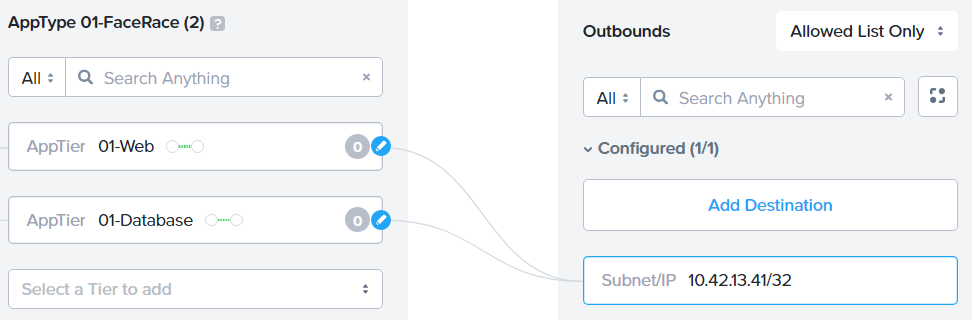 AppType 01-FaceRace (2) ?
All Search Anything ×
AppTier 01-Web 0
AppTier 01-Database 0
Select a Tier to add
Outbounds Allowed List Only
All Search Anything ×
Configured (1/1)
Add Destination
Subnet/IP 10.42.13.41/32